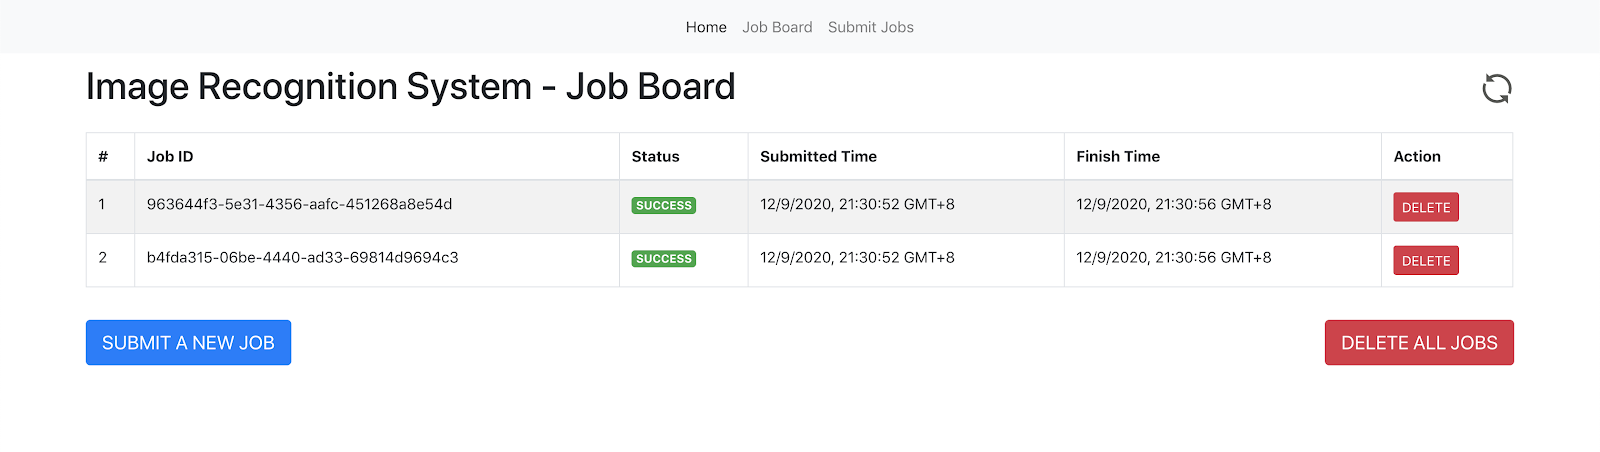 Home Job Board Submit Jobs
Image Recognition System - Job Board
# Job ID Status Submitted Time Finish Time Action
1 963644f3-5e31-4356-aafc-451268a8e54d SUCCESS 12/9/2020, 21:30:52 GMT+8 12/9/2020, 21:30:56 GMT+8 DELETE
2 b4fda315-06be-4440-ad33-69814d9694c3 SUCCESS 12/9/2020, 21:30:52 GMT+8 12/9/2020, 21:30:56 GMT+8 DELETE
SUBMIT A NEW JOB DELETE ALL JOBS